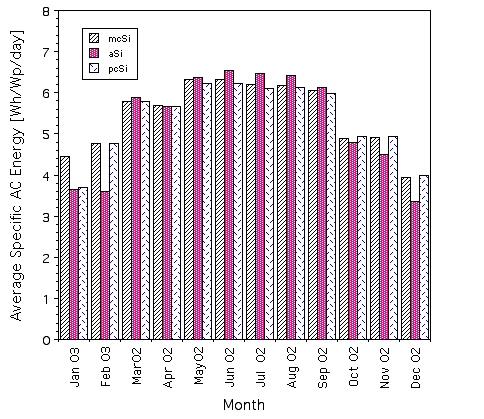 Average Specific AC Energy [Wh/Wp/day]
8
7
6
5
4
3
2
1
0
mcSi
aSi
pcSi
Jan 03
Feb 03
Mar02
Apr 02
May02
Jun 02
Jul 02
Aug 02
Sep 02
Oct 02
Nov 02
Dec 02
Month